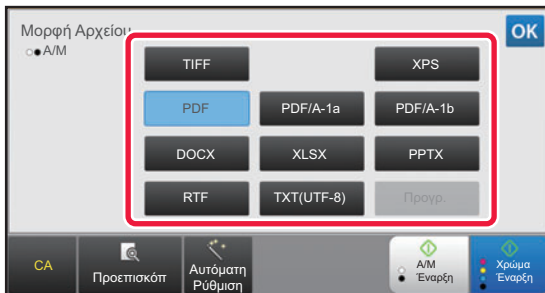 Μορφή Αρχείου
Α/Μ
OK
TIFF
XPS
PDF
PDF/A-1a
PDF/A-1b
DOCX
XLSX
PPTX
RTF
TXT(UTF-8)
Προγρ.
CA
Προεπισκόπ
Αυτόματη
Ρύθμιση
Α/Μ
Έναρξη
Χρώμα
Έναρξη